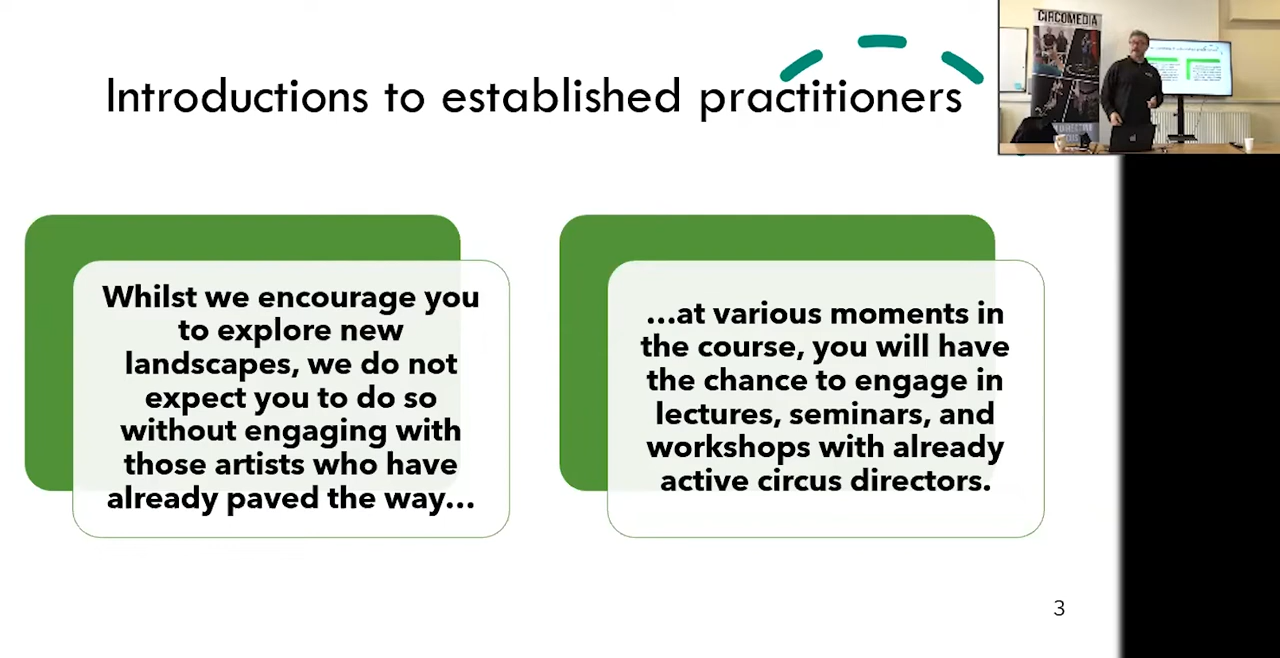 Introductions to established practitioners
CIRCOMEDIA
Whilst we encourage you
to explore new
landscapes, we do not
expect you to do so
without engaging with
those artists who have
already paved the way...
...at various moments in
the course, you will have
the chance to engage in
lectures, seminars, and
workshops with already
active circus directors.
3